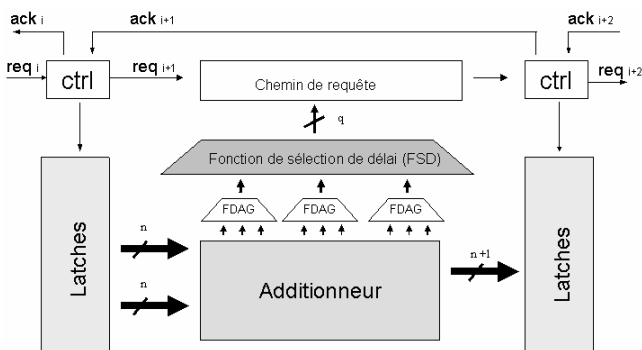 ack i
ack i+1
ack i+2
req i
ctrl
req i+1
Chemin de requête
ctrl
req i+2
q
Fonction de sélection de délai (FSD)
FDAG
FDAG
FDAG
Latches
n
n
Additionneur
n+1
Latches